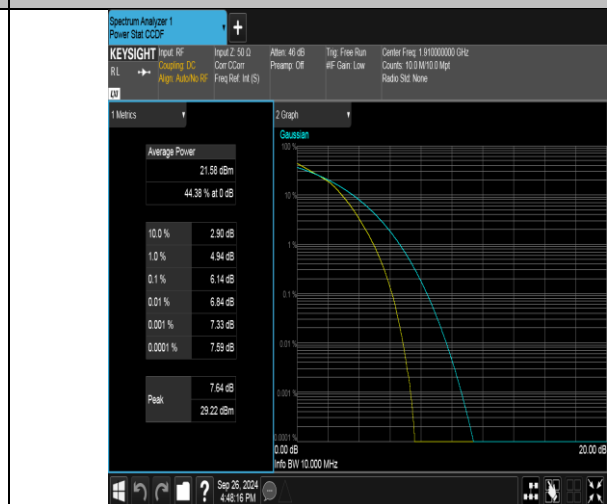 Spectrum Analyzer 1
Power Stat CCDF
+
KEYSIGHT
RL
LXI
Input: RF
Coupling: DC
Align: Auto/No RF
Input Z: 50 Ω
Corr CCorr
Freq Ref: Int (S)
Atten: 46 dB
Preamp: Off
Trig: Free Run
#IF Gain: Low
Center Freq: 1.910000000 GHz
Counts: 10.0 M/10.0 Mpt
Radio Std: None
1 Metrics
Average Power
21.58 dBm
44.38 % at 0 dB
10.0 % 2.90 dB
1.0 % 4.94 dB
0.1 % 6.14 dB
0.01 % 6.84 dB
0.001 % 7.33 dB
0.0001 % 7.59 dB
Peak
7.64 dB
29.22 dBm
2 Graph
Gaussian
100 %
10 %
1 %
0.1 %
0.01 %
0.001 %
0.0001 %
0.00 dB
20.00 dB
Info BW 10.000 MHz
?
Sep 26, 2024
4:48:16 PM